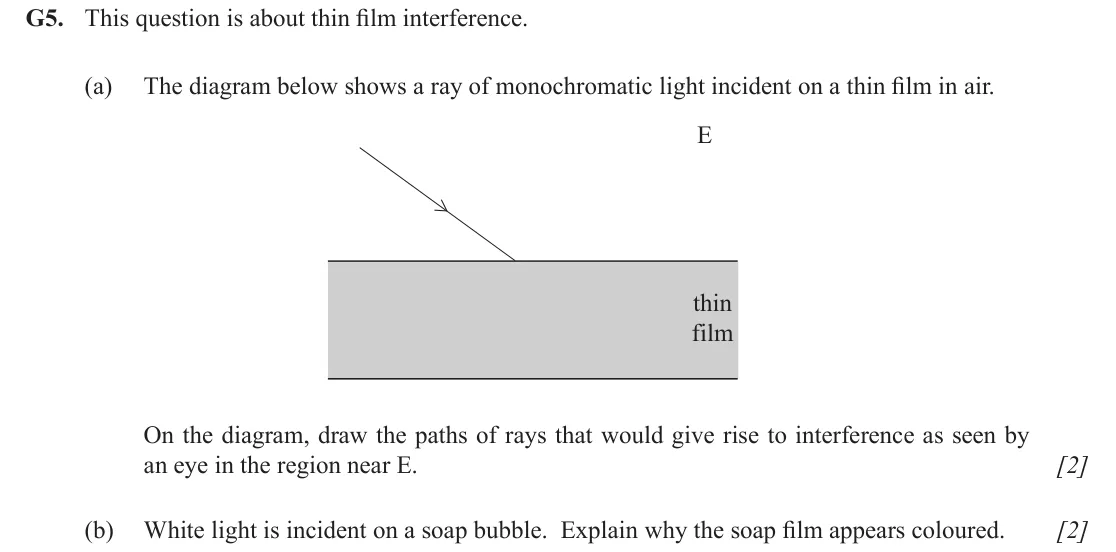 G5. This question is about thin film interference.
(a) The diagram below shows a ray of monochromatic light incident on a thin film in air.
E
thin
film
On the diagram, draw the paths of rays that would give rise to interference as seen by
an eye in the region near E. [2]
(b) White light is incident on a soap bubble. Explain why the soap film appears coloured. [2]